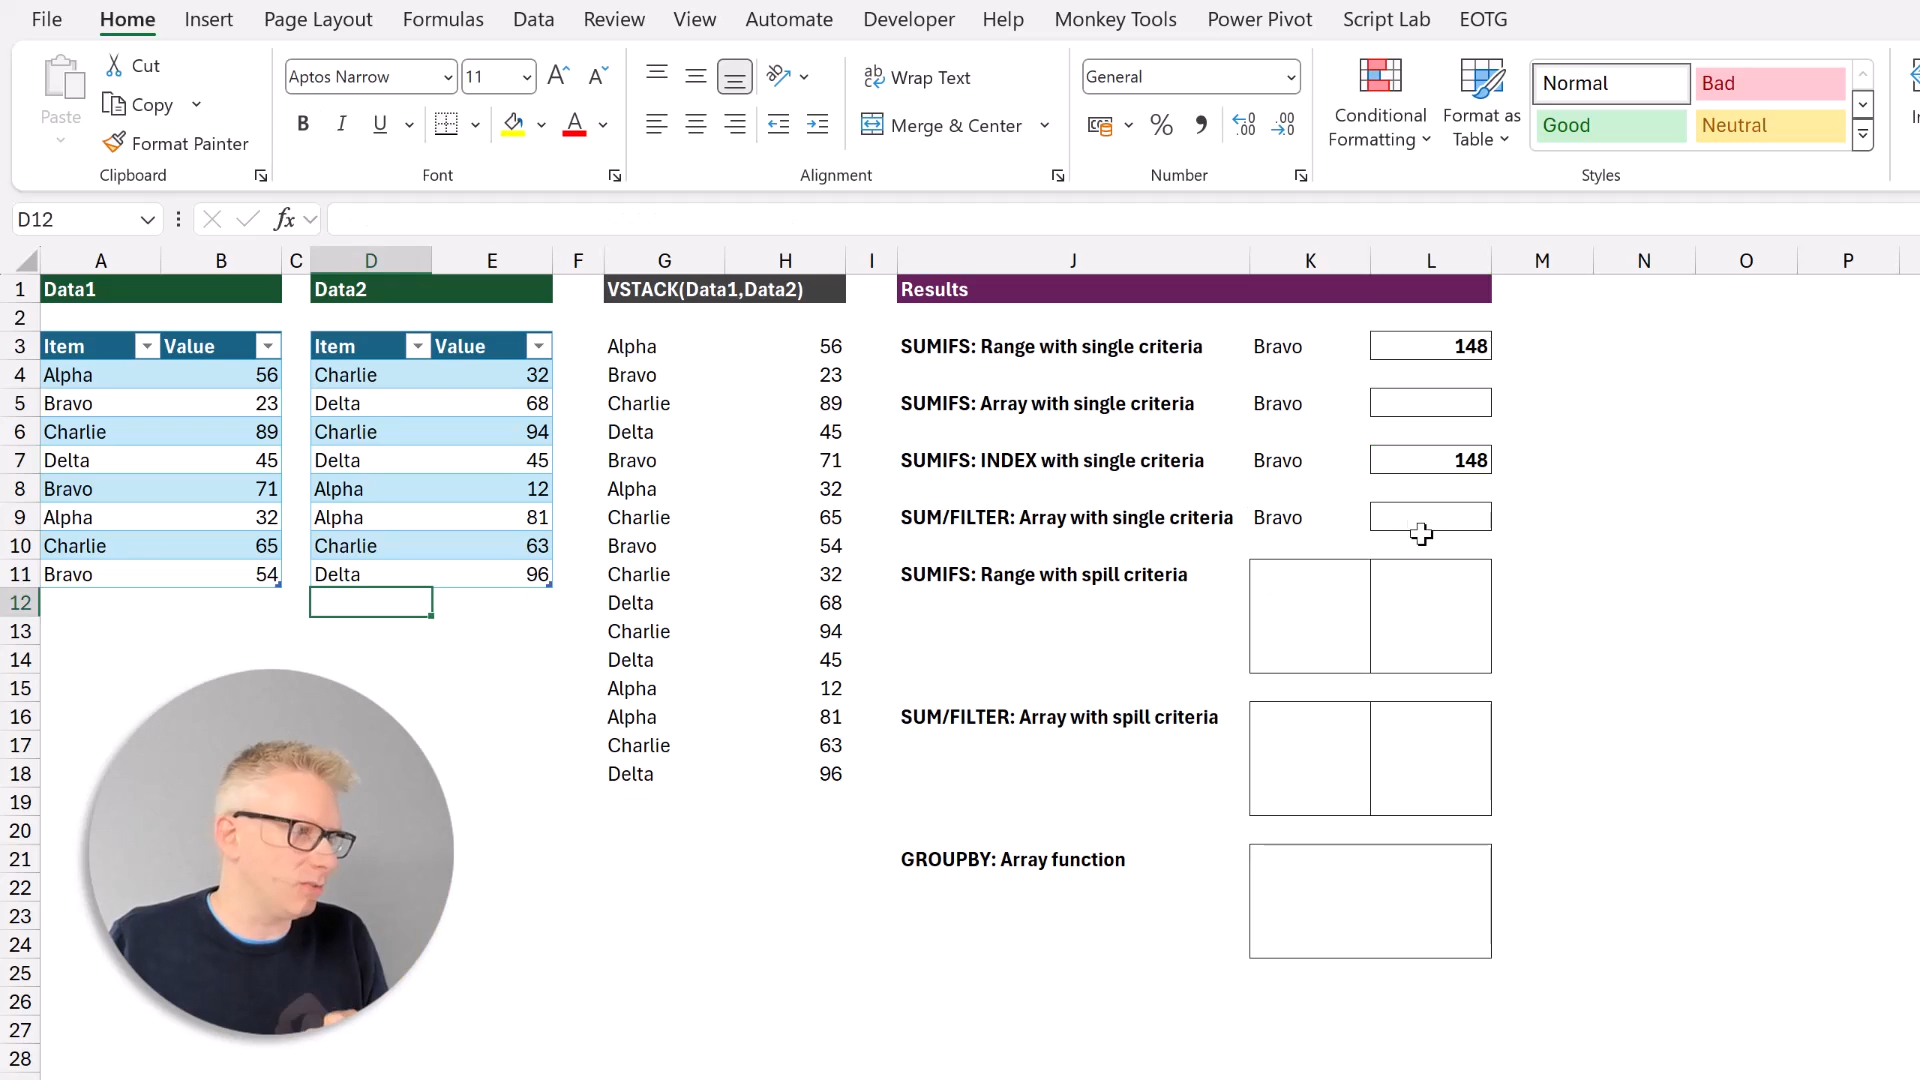 File Home Insert Page Layout Formulas Data Review View Automate Developer Help Monkey Tools Power Pivot Script Lab EOTG
Paste
Cut
Copy
Format Painter
Clipboard
Aptos Narrow 11
B I U
Font
Wrap Text
Merge & Center
Alignment
General
%
Number
Conditional Formatting
Format as Table
Normal Bad
Good Neutral
Styles
D12 fx
A B C D E F G H I J K L M N O P
1 Data1 Data2 VSTACK(Data1,Data2) Results
2
3 Item Value Item Value Alpha 56 SUMIFS: Range with single criteria Bravo 148
4 Alpha 56 Charlie 32 Bravo 23
5 Bravo 23 Delta 68 Charlie 89 SUMIFS: Array with single criteria Bravo
6 Charlie 89 Charlie 94 Delta 45
7 Delta 45 Delta 45 Bravo 71 SUMIFS: INDEX with single criteria Bravo 148
8 Bravo 71 Alpha 12 Alpha 32
9 Alpha 32 Alpha 81 Charlie 65 SUM/FILTER: Array with single criteria Bravo
10 Charlie 65 Charlie 63 Bravo 54
11 Bravo 54 Delta 96 Charlie 32 SUMIFS: Range with spill criteria
12 Delta 68
13 Charlie 94
14 Delta 45
15 Alpha 12
16 Alpha 81 SUM/FILTER: Array with spill criteria
17 Charlie 63
18 Delta 96
19
20
21 GROUPBY: Array function
22
23
24
25
26
27
28